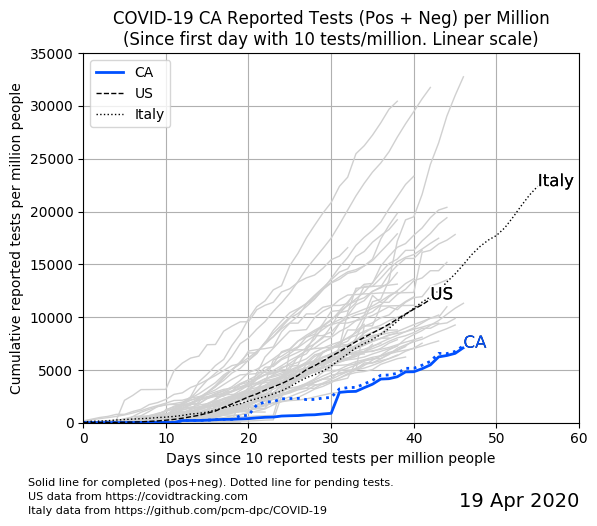 COVID-19 CA Reported Tests (Pos + Neg) per Million
(Since first day with 10 tests/million. Linear scale)
Cumulative reported tests per million people
35000
30000
25000
20000
15000
10000
5000
0
CA
US
Italy
Italy
US
CA
0 10 20 30 40 50 60
Days since 10 reported tests per million people
Solid line for completed (pos+neg). Dotted line for pending tests.
US data from https://covidtracking.com
Italy data from https://github.com/pcm-dpc/COVID-19
19 Apr 2020